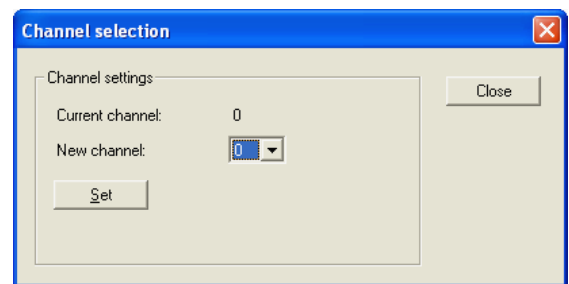 Channel selection
Channel settings
Close
Current channel: 0
New channel: 0
Set